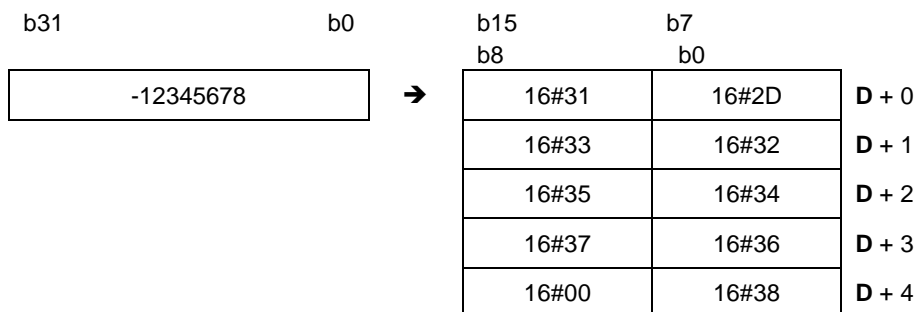 b31 b0 b15 b7
b8 b0
-12345678 ➔ 16#31 16#2D D + 0
16#33 16#32 D + 1
16#35 16#34 D + 2
16#37 16#36 D + 3
16#00 16#38 D + 4